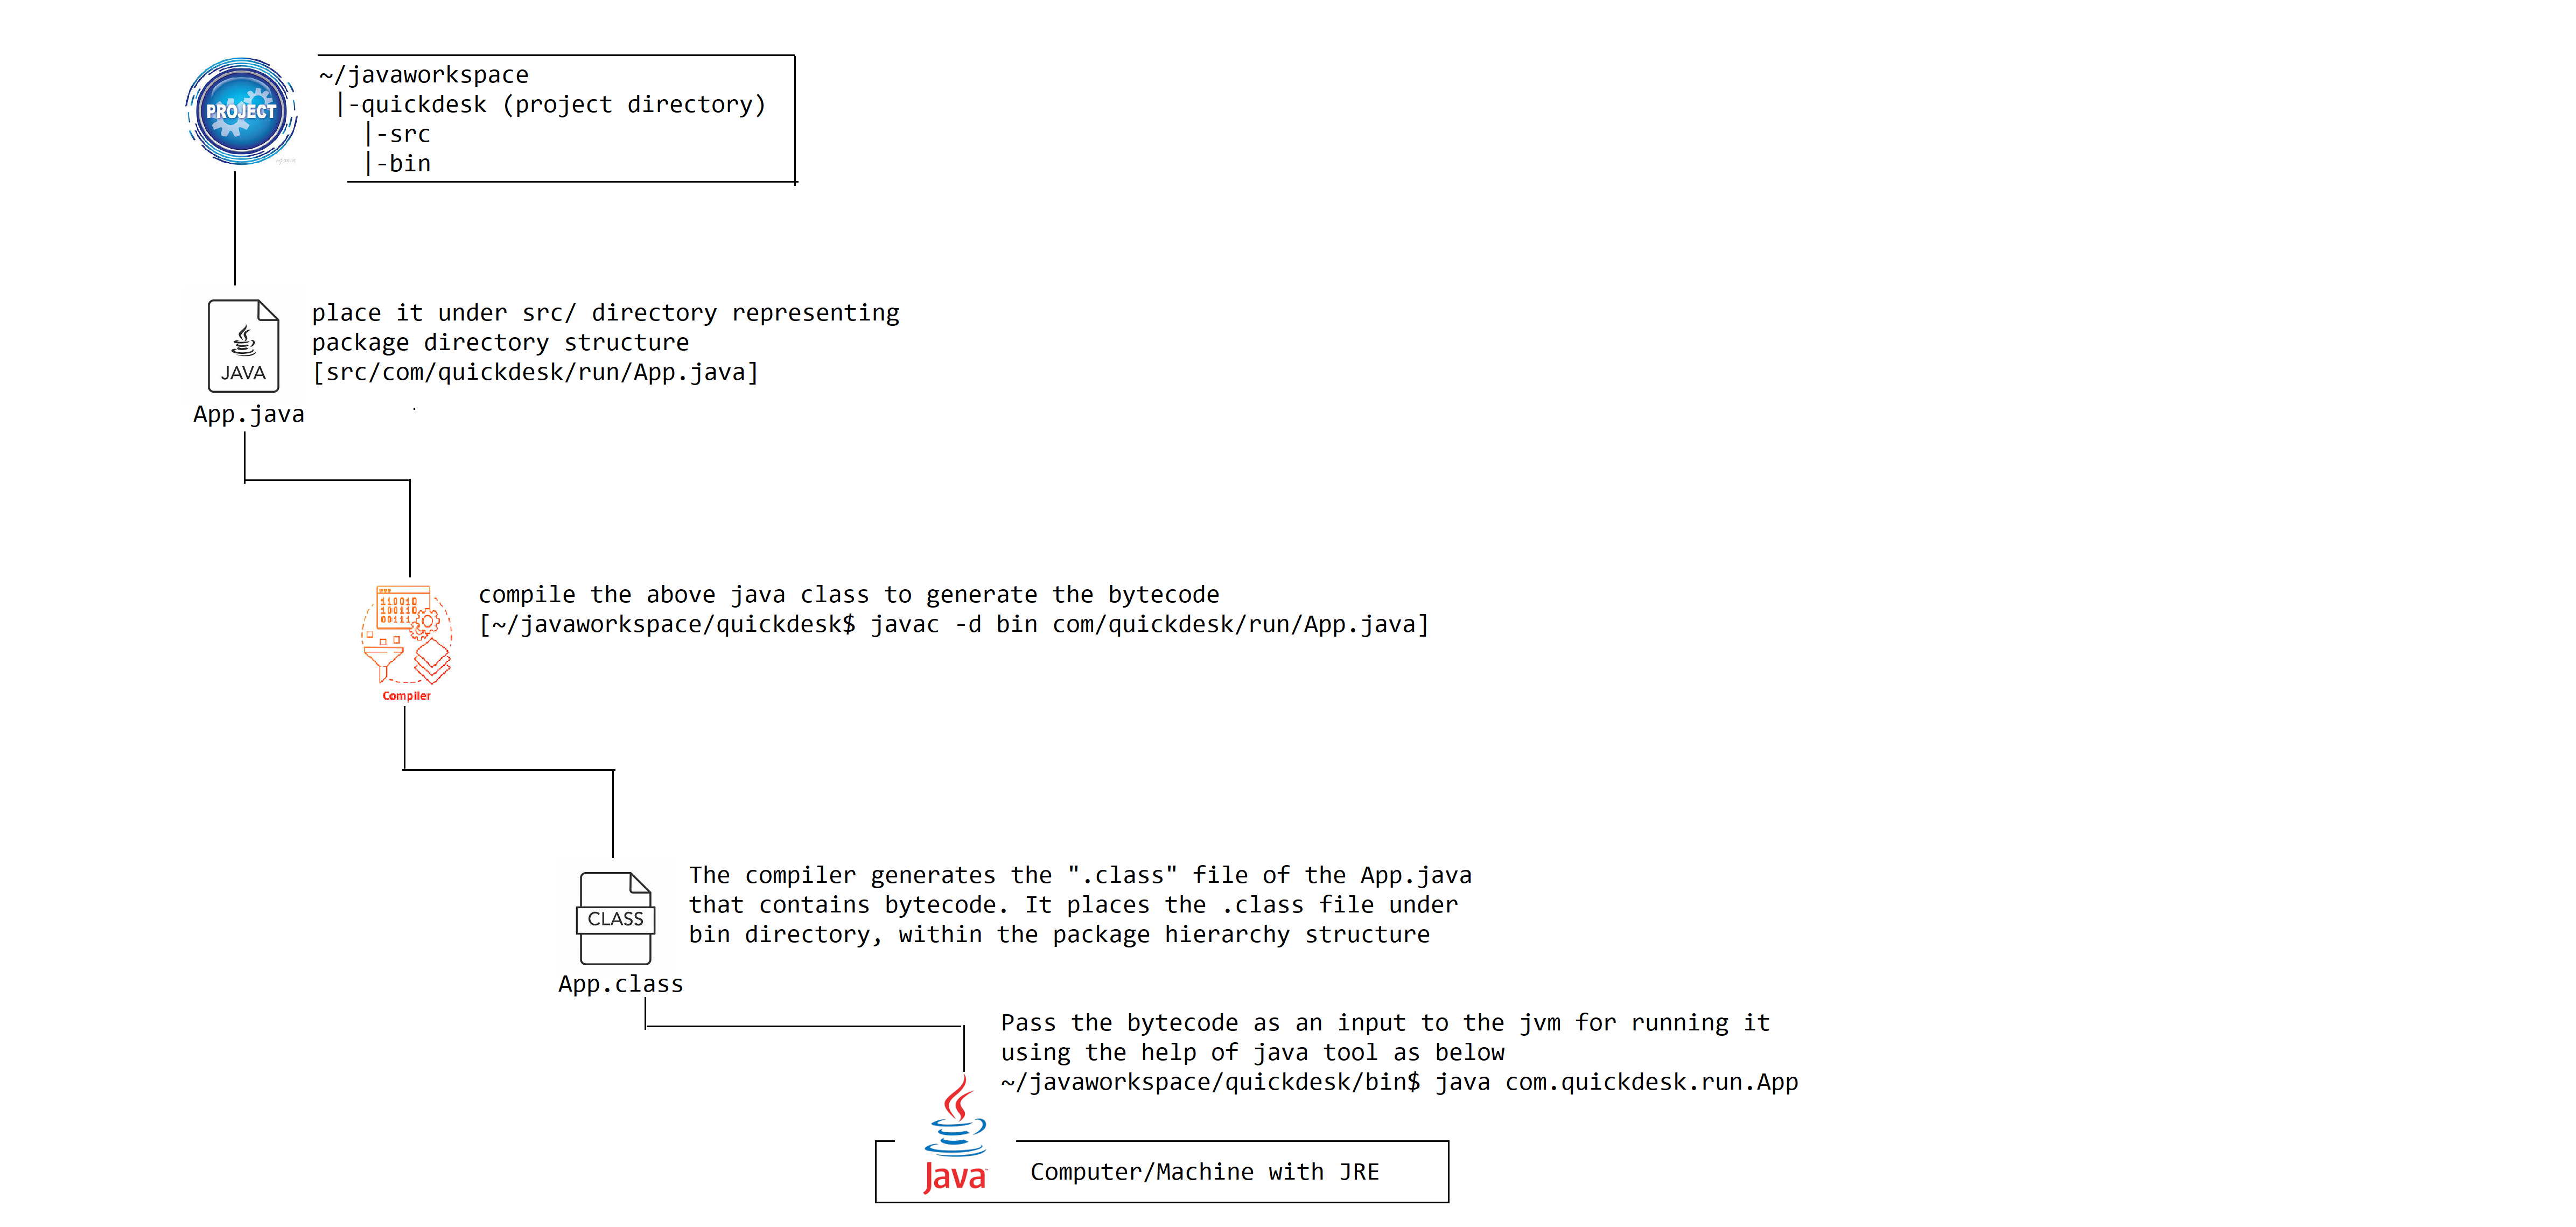 PROJECT
~/javaworkspace
|-quickdesk (project directory)
|-src
|-bin
place it under src/ directory representing
package directory structure
[src/com/quickdesk/run/App.java]
JAVA
App.java
110010
100110
00111
compile the above java class to generate the bytecode
[~/javaworkspace/quickdesk$ javac -d bin com/quickdesk/run/App.java]
Compiler
The compiler generates the ".class" file of the App.java
that contains bytecode. It places the .class file under
bin directory, within the package hierarchy structure
CLASS
App.class
Pass the bytecode as an input to the jvm for running it
using the help of java tool as below
~/javaworkspace/quickdesk/bin$ java com.quickdesk.run.App
Java
Computer/Machine with JRE